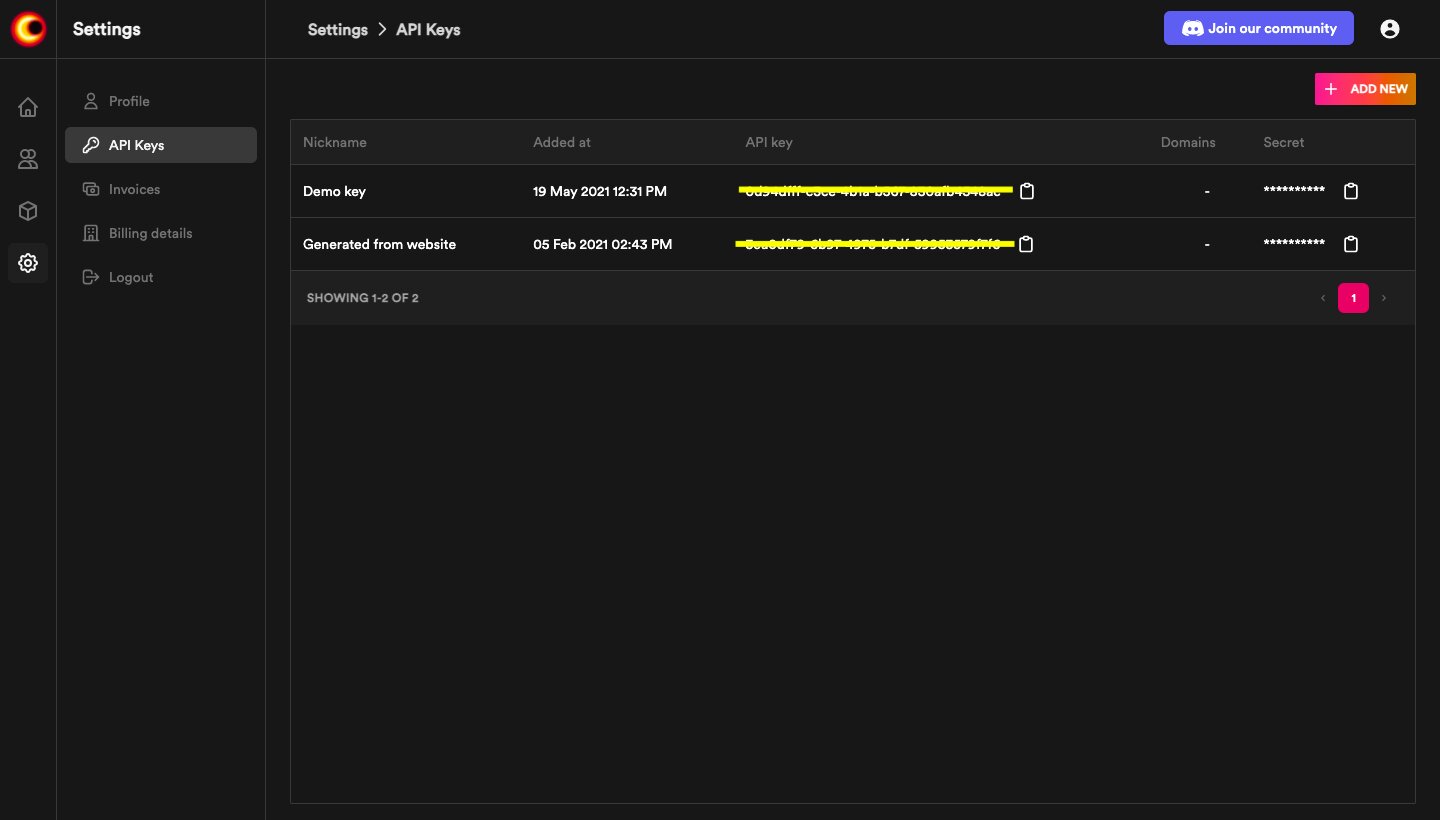 Settings
Settings > API Keys
Join our community
Profile
API Keys
Invoices
Billing details
Logout
+ ADD NEW
Nickname Added at API key Domains Secret
Demo key 19 May 2021 12:31 PM - **********
Generated from website 05 Feb 2021 02:43 PM - **********
SHOWING 1-2 OF 2
‹ 1 ›